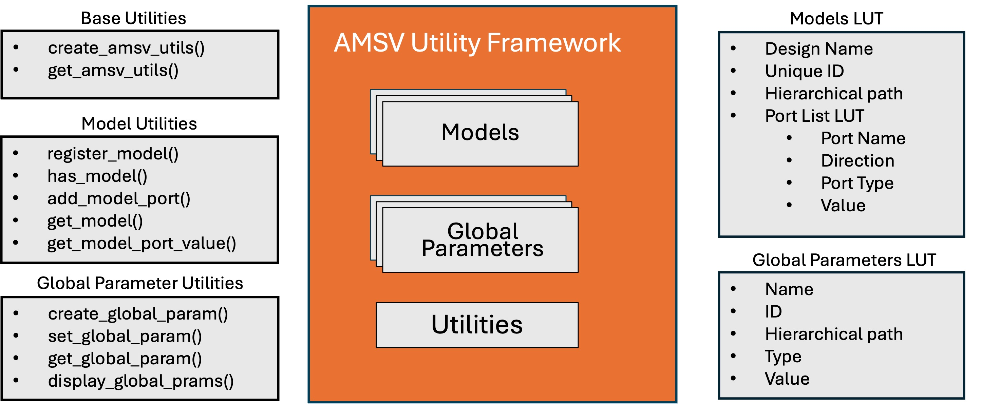 Base Utilities
• create_amsv_utils()
• get_amsv_utils()
Model Utilities
• register_model()
• has_model()
• add_model_port()
• get_model()
• get_model_port_value()
Global Parameter Utilities
• create_global_param()
• set_global_param()
• get_global_param()
• display_global_prams()
AMSV Utility Framework
Models
Global
Parameters
Utilities
Models LUT
• Design Name
• Unique ID
• Hierarchical path
• Port List LUT
• Port Name
• Direction
• Port Type
• Value
Global Parameters LUT
• Name
• ID
• Hierarchical path
• Type
• Value